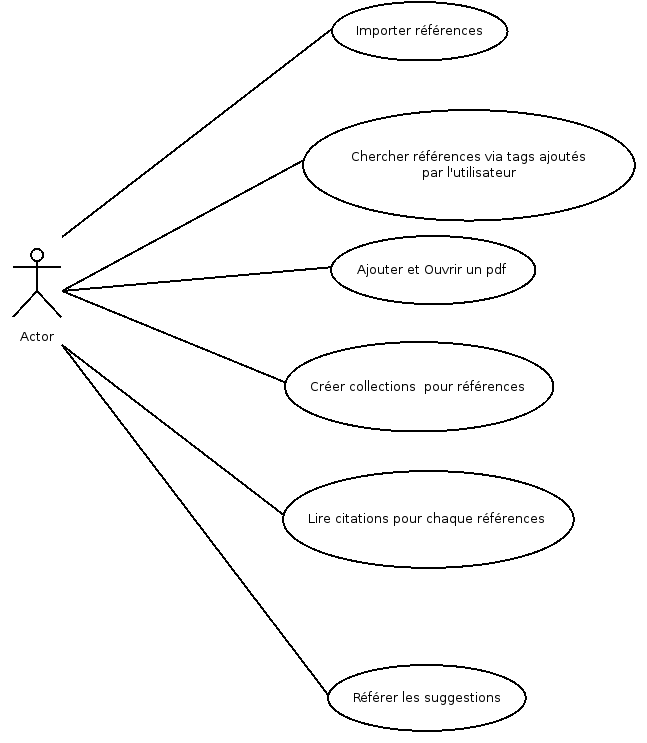 Importer références
Chercher références via tags ajoutés
par l'utilisateur
Ajouter et Ouvrir un pdf
Actor
Créer collections  pour références
Lire citations pour chaque références
Référer les suggestions